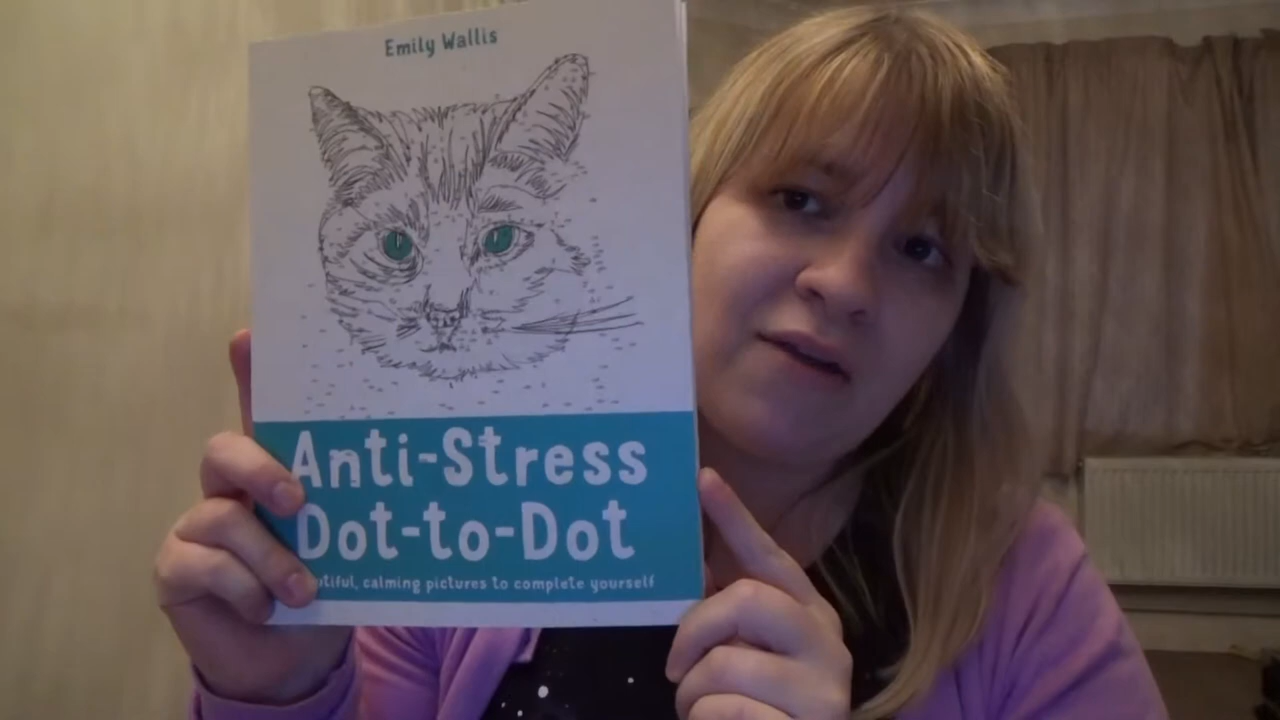 Emily Wallis
Anti-Stress
Dot-to-Dot
calming pictures to complete yourself